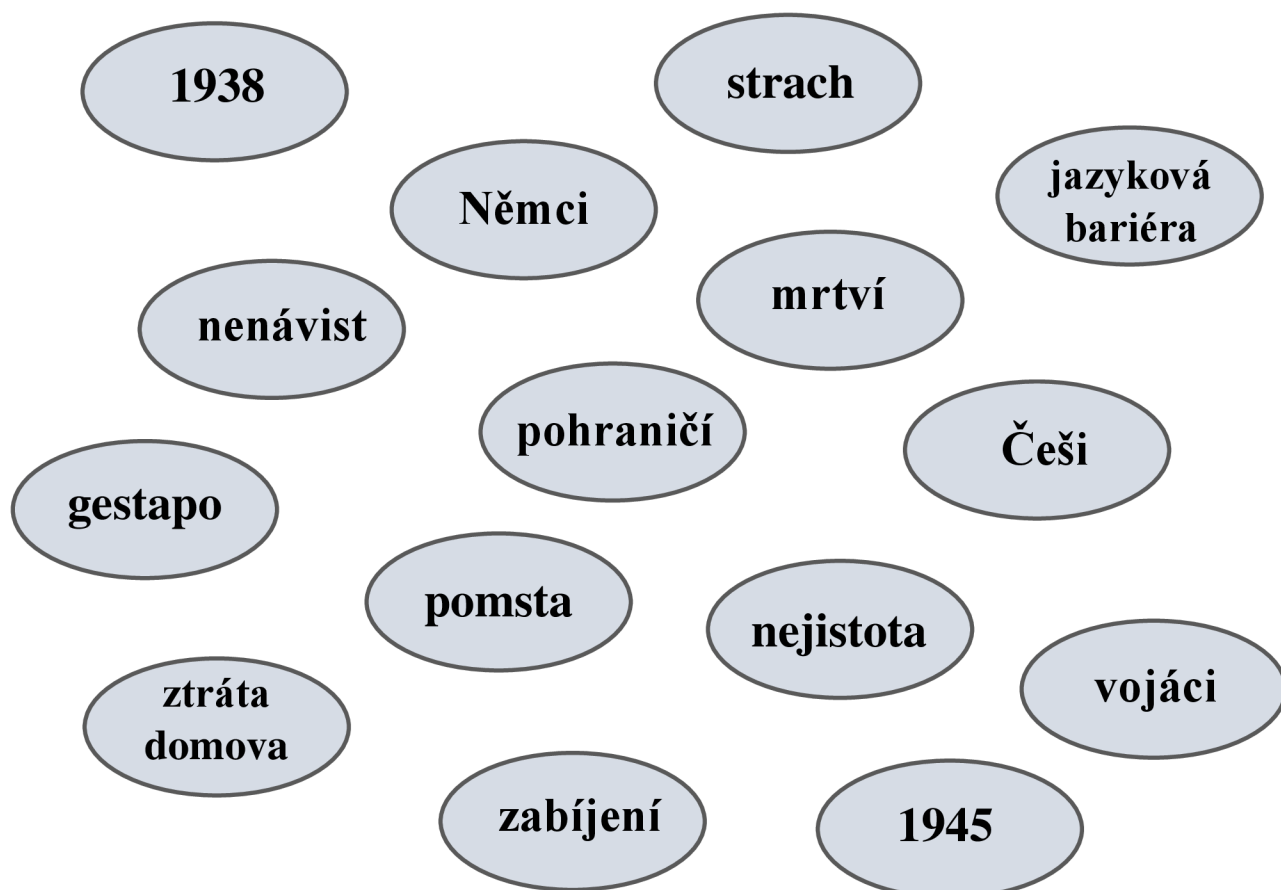 1938
strach
jazyková
bariéra
Němci
mrtví
nenávist
pohraničí
Češi
gestapo
pomsta
nejistota
vojáci
ztráta
domova
zabíjení
1945